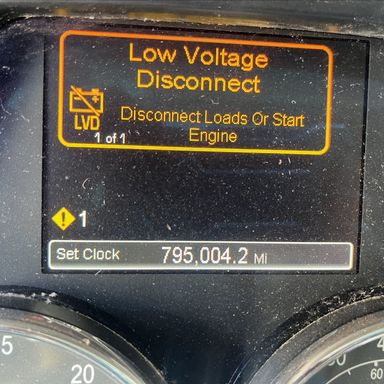 Low Voltage
Disconnect
LVD
Disconnect Loads Or Start
Engine
1 of 1
1
Set Clock 795,004.2 MI
5
20
60